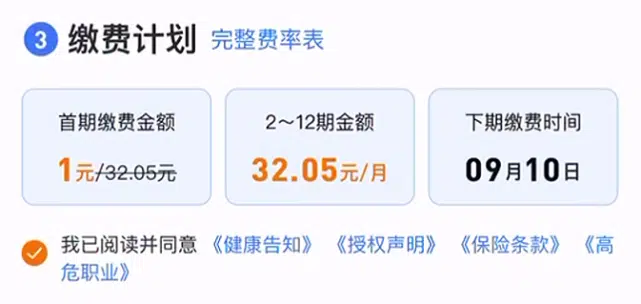 3 缴费计划 完整费率表
首期缴费金额 2～12期金额 下期缴费时间
1元/32.05元 32.05元/月 09月10日
我已阅读并同意 《健康告知》 《授权声明》 《保险条款》 《高
危职业》